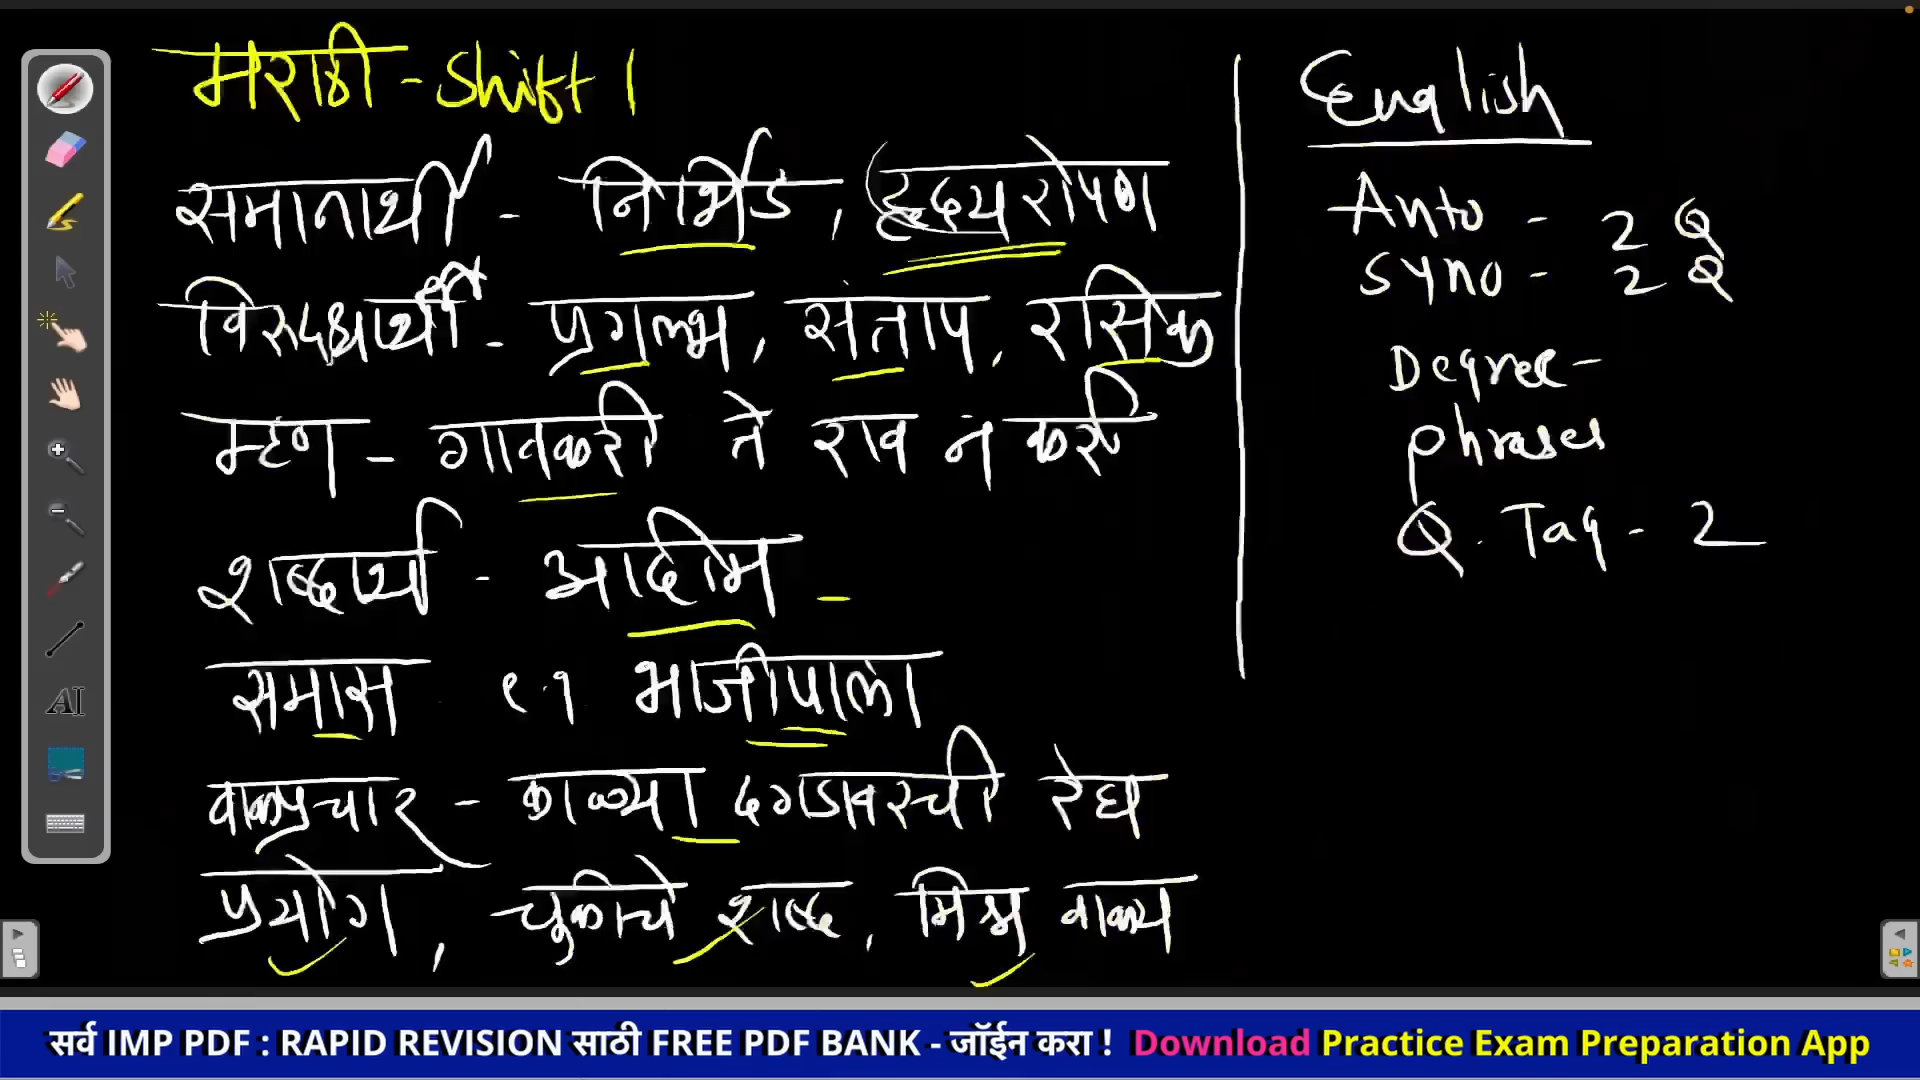 मराठी - Shift 1
समानार्थी - निर्भिड, (हृदयरोपण
विरुद्धार्थी - प्रगल्भ, संताप, रसिक
म्हण - गावकरी ते राव न करी
शब्दार्थ - आदीम -
समास भाजीपाला
वाक्प्रचार - काळ्या दगडावरची रेघ
प्रयोग, चुकीचे शब्द, मिश्र वाक्य
English
Anto - 2 Q
Syno - 2 Q
Degree -
phrases
Q. Tag - 2
सर्व IMP PDF : RAPID REVISION साठी FREE PDF BANK - जॉईन करा ! Download Practice Exam Preparation App